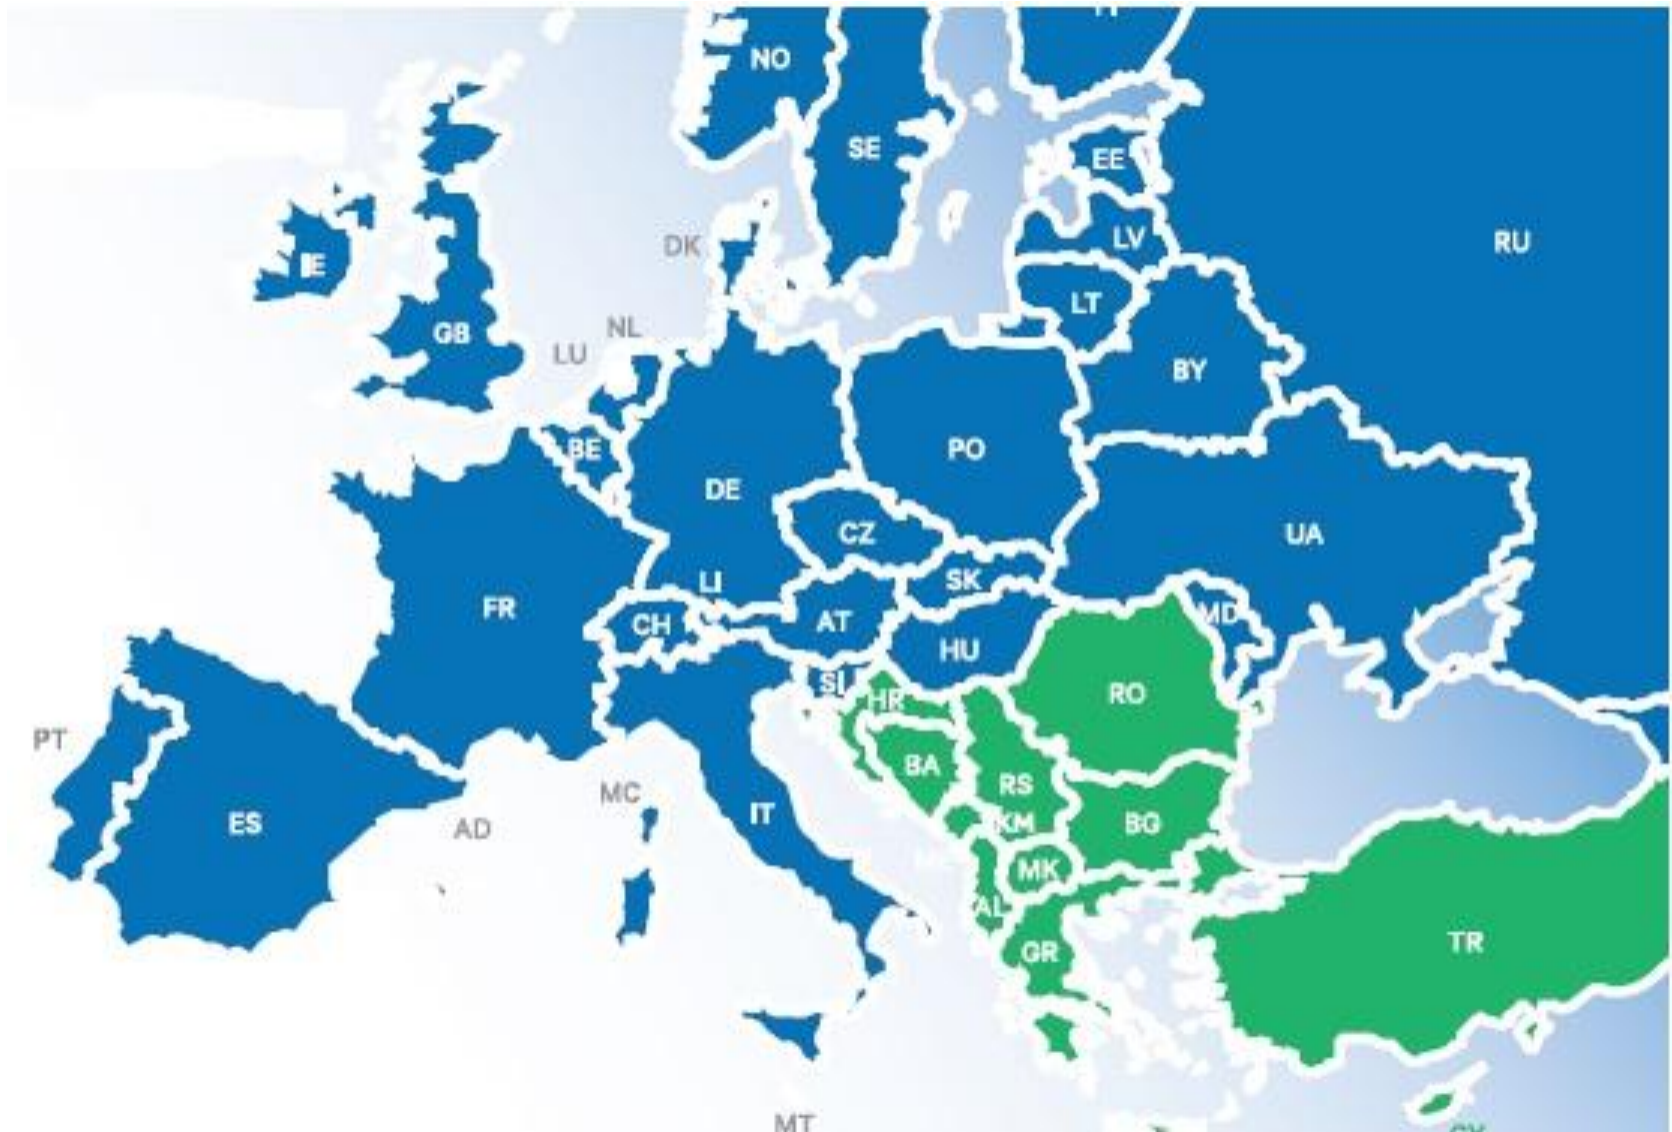 NO
SE
EE
RU
DK
LV
IE
LT
NL
GB
LU
BY
BE
PO
DE
CZ
UA
LI
SK
FR
CH
AT
MD
HU
SI
HR
RO
PT
BA
RS
MC
IT
ES
AD
KM
BG
MK
AL
GR
TR
MT